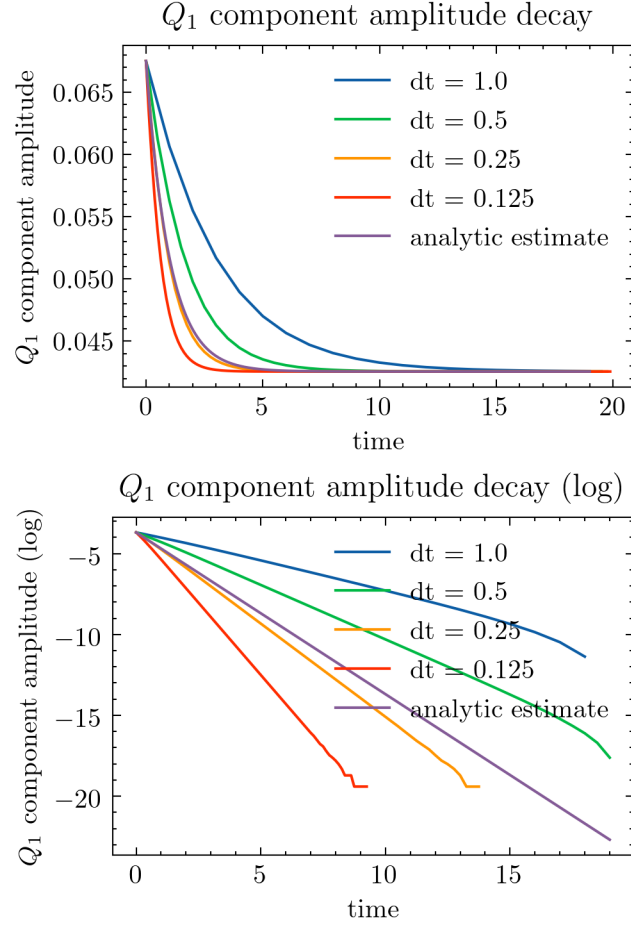 Q₁ component amplitude decay
Q₁ component amplitude
0.065
0.060
0.055
0.050
0.045
dt = 1.0
dt = 0.5
dt = 0.25
dt = 0.125
analytic estimate
0 5 10 15 20
time
Q₁ component amplitude decay (log)
Q₁ component amplitude (log)
−5
−10
−15
−20
dt = 1.0
dt = 0.5
dt = 0.25
dt = 0.125
analytic estimate
0 5 10 15
time